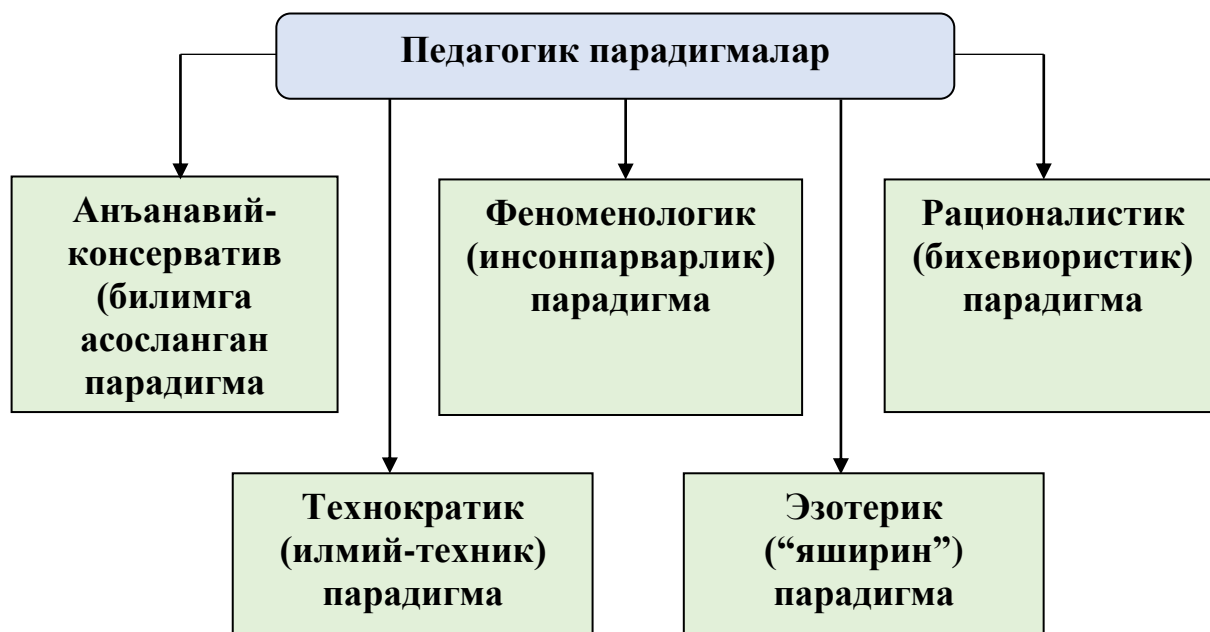 Педагогик парадигмалар
Анъанавий-
консерватив
(билимга
асосланган
парадигма
Феноменологик
(инсонпарварлик)
парадигма
Рационалистик
(бихевиористик)
парадигма
Технократик
(илмий-техник)
парадигма
Эзотерик
(“яширин”)
парадигма